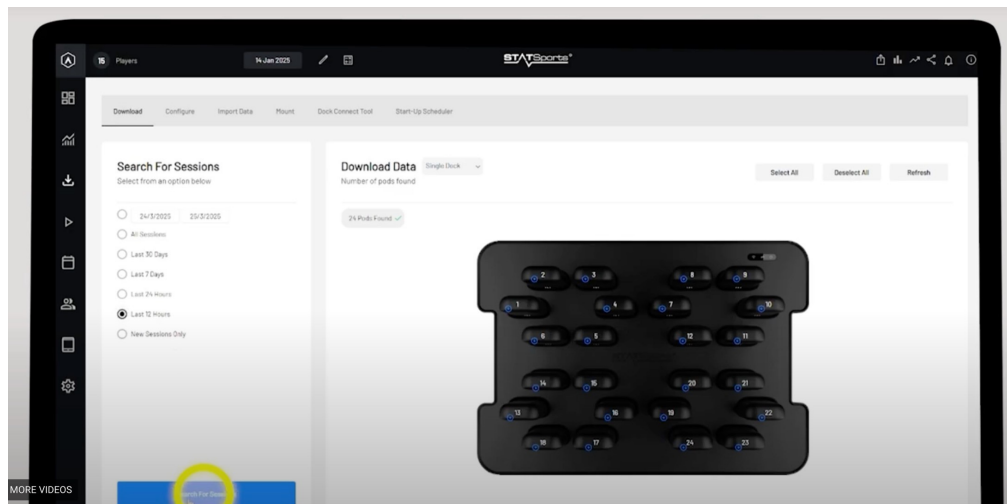 15 Players
14 Jan 2025
STATSports
Download Configure Import Data Mount Dock Connect Tool Start-Up Scheduler
Search For Sessions
Select from an option below
24/3/2025 25/3/2025
All Sessions
Last 30 Days
Last 7 Days
Last 24 Hours
Last 12 Hours
New Sessions Only
Search For Sess
Download Data Single Dock
Number of pods found
Select All Deselect All Refresh
24 Pods Found
2 3 8 9
1 4 7 10
6 5 12 11
14 15 20 21
13 16 19 22
18 17 24 23
MORE VIDEOS